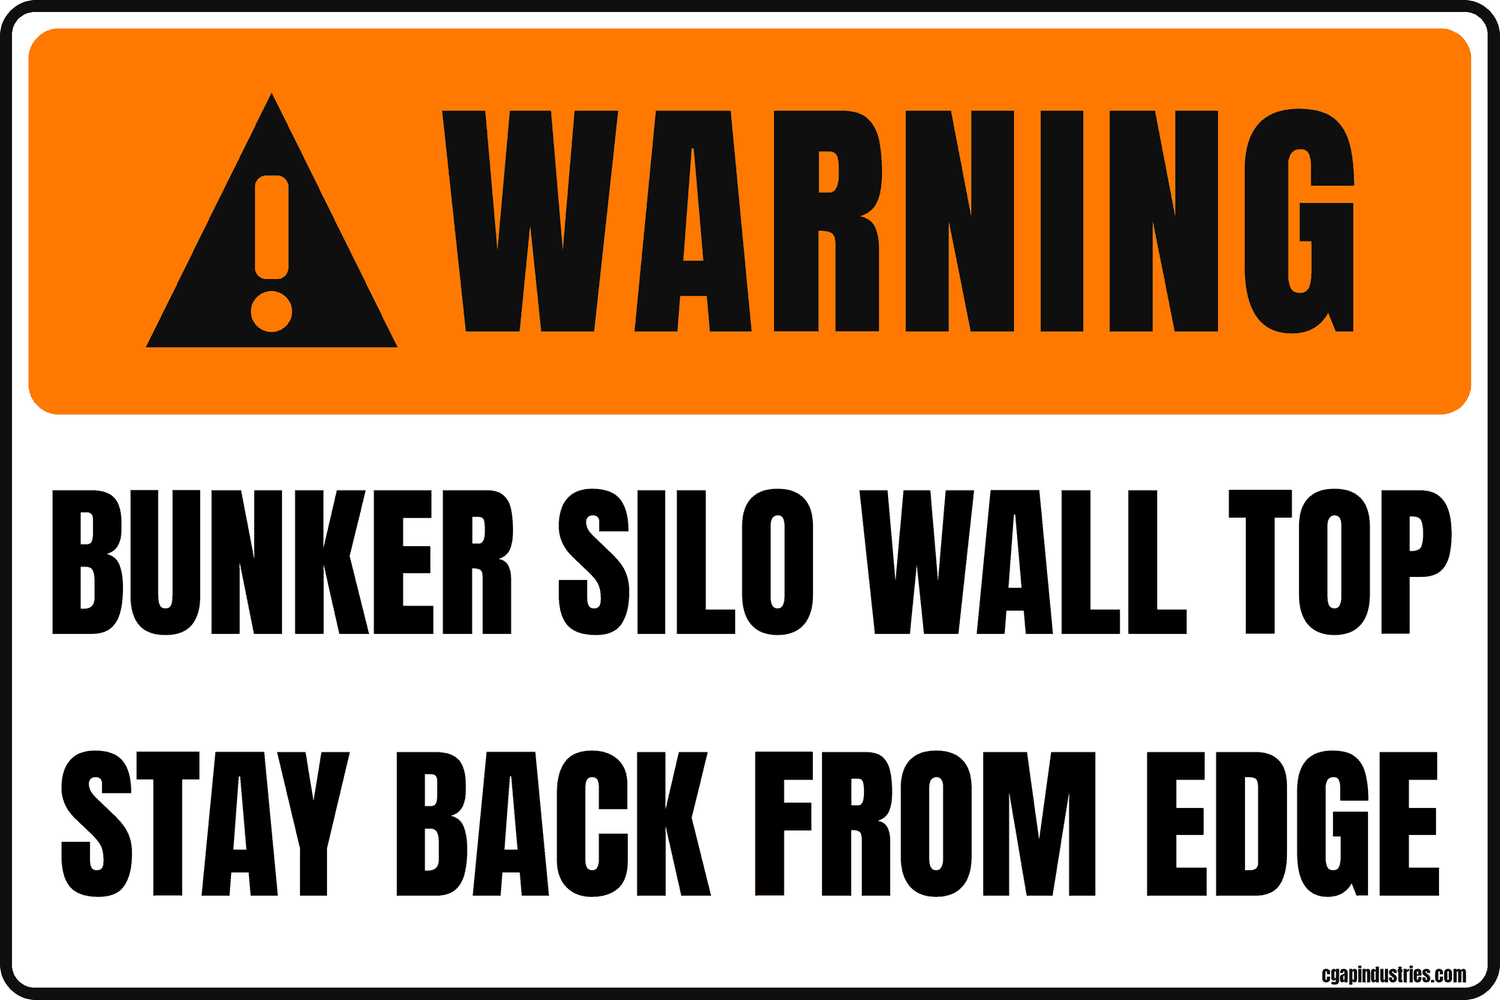 WARNING
BUNKER SILO WALL TOP
STAY BACK FROM EDGE
cgapindustries.com